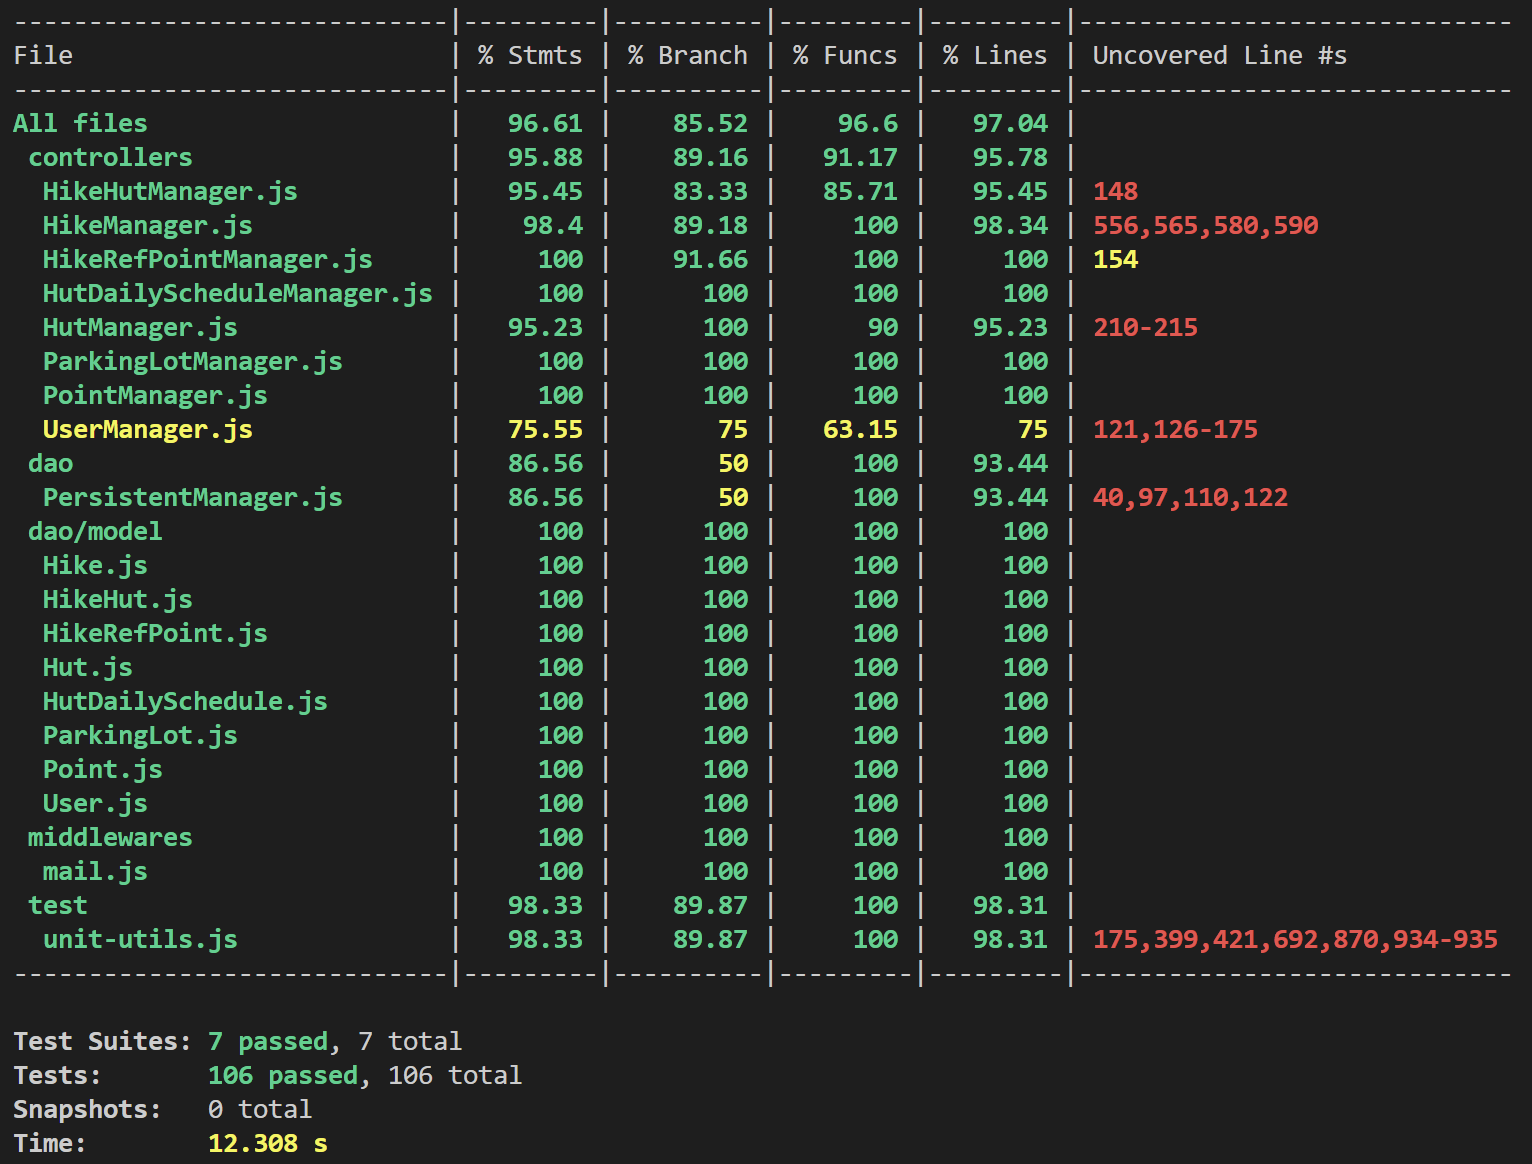 -----------------------------|---------|----------|---------|---------|-----------------------------
File                         | % Stmts | % Branch | % Funcs | % Lines | Uncovered Line #s
-----------------------------|---------|----------|---------|---------|-----------------------------
All files                    |   96.61 |    85.52 |    96.6 |   97.04 |
 controllers                 |   95.88 |    89.16 |   91.17 |   95.78 |
  HikeHutManager.js          |   95.45 |    83.33 |   85.71 |   95.45 | 148
  HikeManager.js             |    98.4 |    89.18 |     100 |   98.34 | 556,565,580,590
  HikeRefPointManager.js     |     100 |    91.66 |     100 |     100 | 154
  HutDailyScheduleManager.js |     100 |      100 |     100 |     100 |
  HutManager.js              |   95.23 |      100 |      90 |   95.23 | 210-215
  ParkingLotManager.js       |     100 |      100 |     100 |     100 |
  PointManager.js            |     100 |      100 |     100 |     100 |
  UserManager.js             |   75.55 |       75 |   63.15 |      75 | 121,126-175
 dao                         |   86.56 |       50 |     100 |   93.44 |
  PersistentManager.js       |   86.56 |       50 |     100 |   93.44 | 40,97,110,122
 dao/model                   |     100 |      100 |     100 |     100 |
  Hike.js                    |     100 |      100 |     100 |     100 |
  HikeHut.js                 |     100 |      100 |     100 |     100 |
  HikeRefPoint.js            |     100 |      100 |     100 |     100 |
  Hut.js                     |     100 |      100 |     100 |     100 |
  HutDailySchedule.js        |     100 |      100 |     100 |     100 |
  ParkingLot.js              |     100 |      100 |     100 |     100 |
  Point.js                   |     100 |      100 |     100 |     100 |
  User.js                    |     100 |      100 |     100 |     100 |
 middlewares                 |     100 |      100 |     100 |     100 |
  mail.js                    |     100 |      100 |     100 |     100 |
 test                        |   98.33 |    89.87 |     100 |   98.31 |
  unit-utils.js              |   98.33 |    89.87 |     100 |   98.31 | 175,399,421,692,870,934-935
-----------------------------|---------|----------|---------|---------|-----------------------------
Test Suites: 7 passed, 7 total
Tests:       106 passed, 106 total
Snapshots:   0 total
Time:        12.308 s